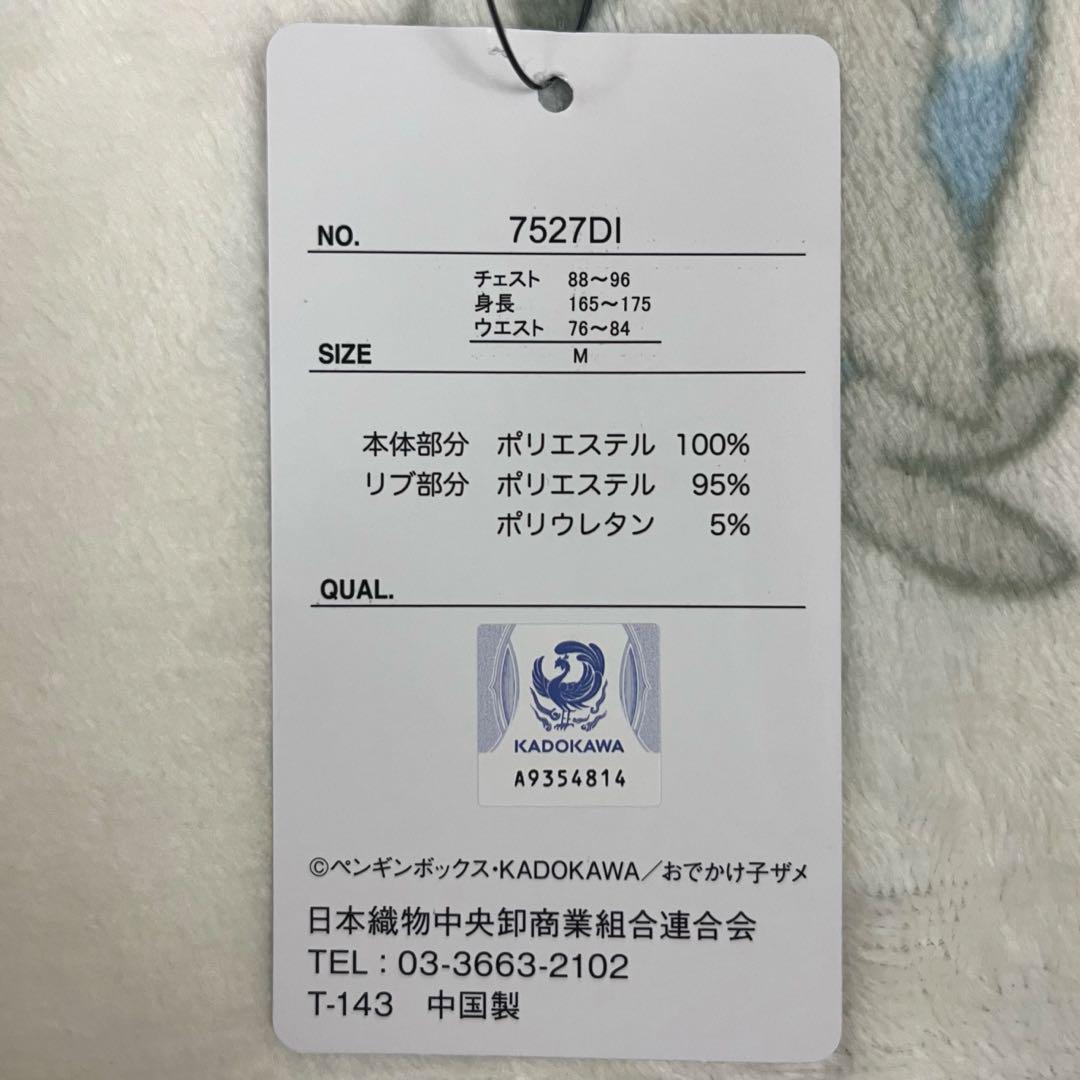 NO. 7527DI
チェスト 88～96
身長 165～175
ウエスト 76～84
SIZE M
本体部分 ポリエステル 100%
リブ部分 ポリエステル 95%
ポリウレタン 5%
QUAL.
KADOKAWA
A9354814
©ペンギンボックス・KADOKAWA／おでかけ子ザメ
日本織物中央卸商業組合連合会
TEL：03-3663-2102
T-143 中国製